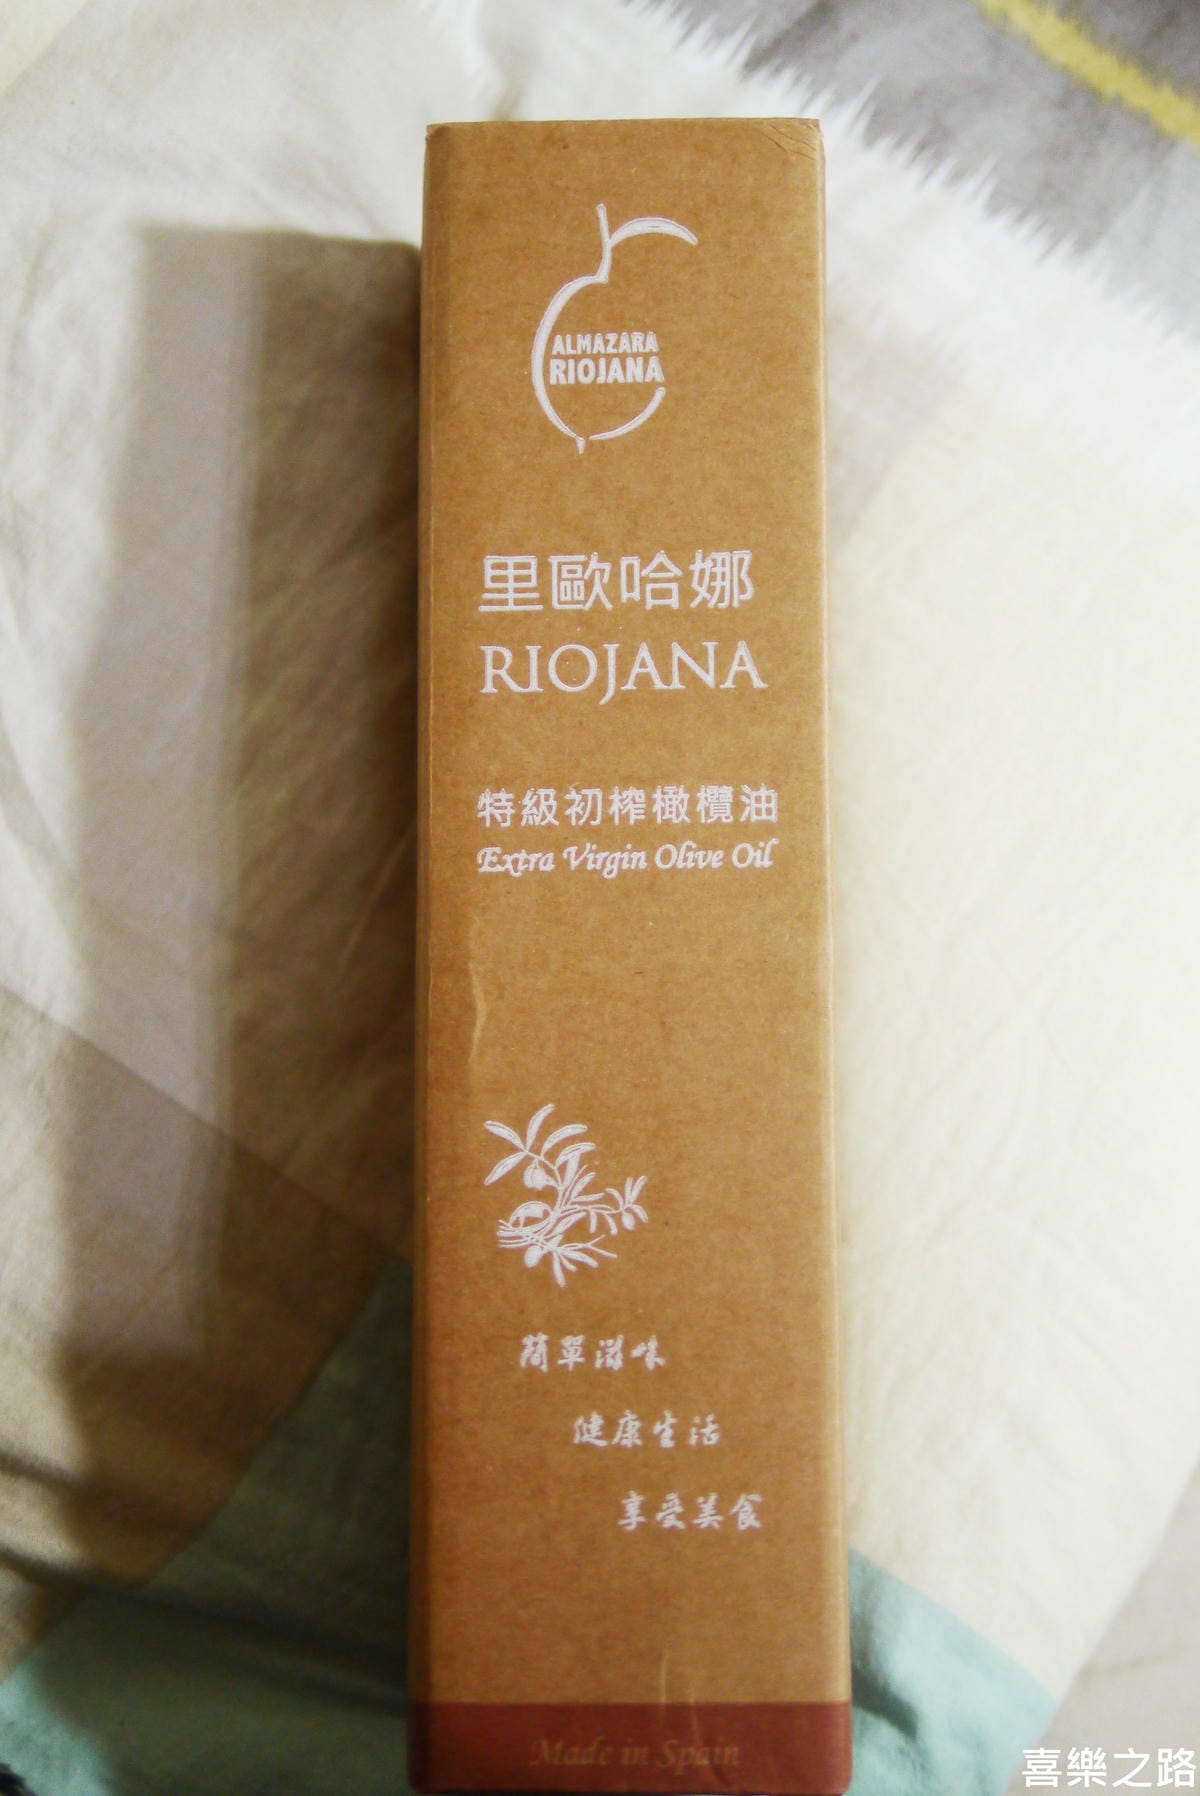 ALMAZARA
RIOJANA
里歐哈娜
RIOJANA
特級初榨橄欖油
Extra Virgin Olive Oil
簡單滋味
健康生活
享受美食
Made in Spain
喜樂之路